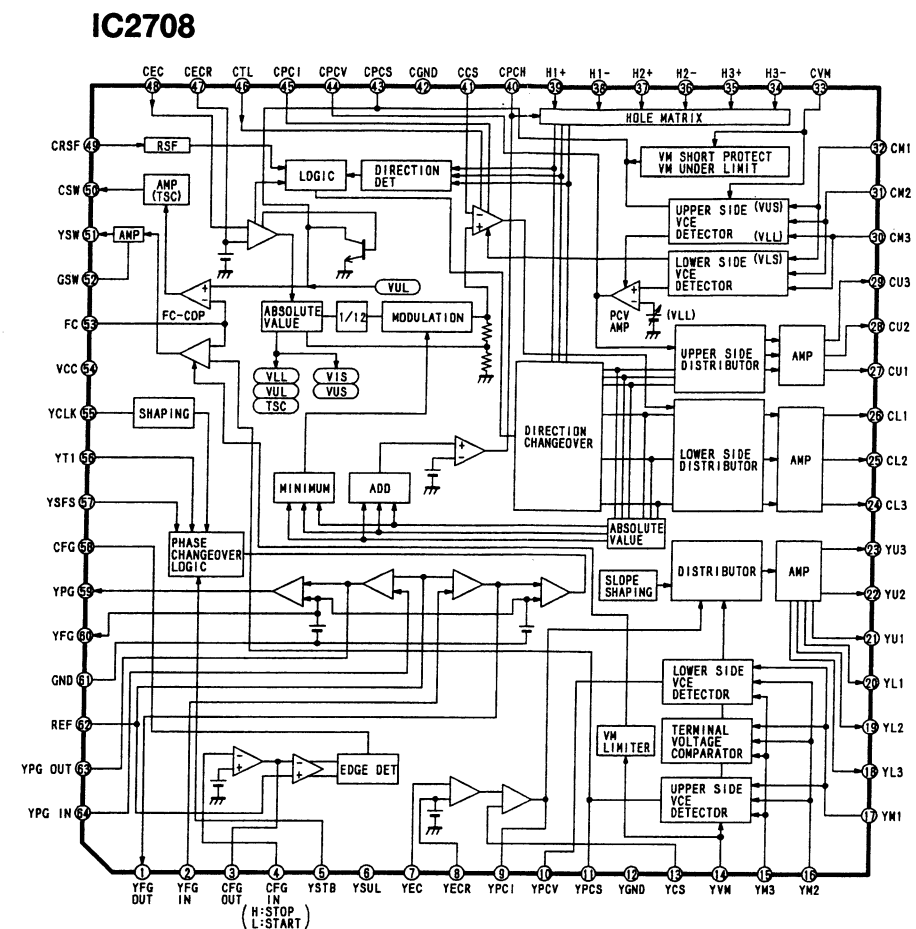 IC2708
CEC CECR CTL CPCI CPCV CPCS CGND CCS CPCH H1+ H1- H2+ H2- H3+ H3- CVM
48 47 46 45 44 43 42 41 40 39 38 37 36 35 34 33
HOLE MATRIX
CRSF 49
RSF
LOGIC
DIRECTION
DET
VM SHORT PROTECT
VM UNDER LIMIT
32 CM1
CSW 50
AMP
(TSC)
31 CM2
YSW 51
AMP
UPPER SIDE (VUS)
VCE
DETECTOR (VLL)
30 CM3
GSW 52
LOWER SIDE (VLS)
VCE
DETECTOR
29 CU3
VUL
FC-COP
FC 53
ABSOLUTE
VALUE
1/12
MODULATION
PCV
AMP
(VLL)
28 CU2
VCC 54
VLL
VUL
TSC
VIS
VUS
UPPER SIDE
DISTRIBUTOR
AMP
27 CU1
YCLK 55
SHAPING
DIRECTION
CHANGEOVER
26 CL1
YT1 56
LOWER SIDE
DISTRIBUTOR
AMP
25 CL2
YSFS 57
MINIMUM
ADD
24 CL3
CFG 58
PHASE
CHANGEOVER
LOGIC
ABSOLUTE
VALUE
23 YU3
YPG 59
SLOPE
SHAPING
DISTRIBUTOR
AMP
22 YU2
YFG 60
21 YU1
GND 61
LOWER SIDE
VCE
DETECTOR
20 YL1
REF 62
VM
LIMITER
TERMINAL
VOLTAGE
COMPARATOR
19 YL2
YPG OUT 63
EDGE DET
18 YL3
YPG IN 64
UPPER SIDE
VCE
DETECTOR
17 YM1
1 2 3 4 5 6 7 8 9 10 11 12 13 14 15 16
YFG OUT YFG IN CFG OUT CFG IN YSTB YSUL YEC YECR YPCI YPCV YPCS YGND YCS YVM YM3 YM2
(H:STOP
L:START)